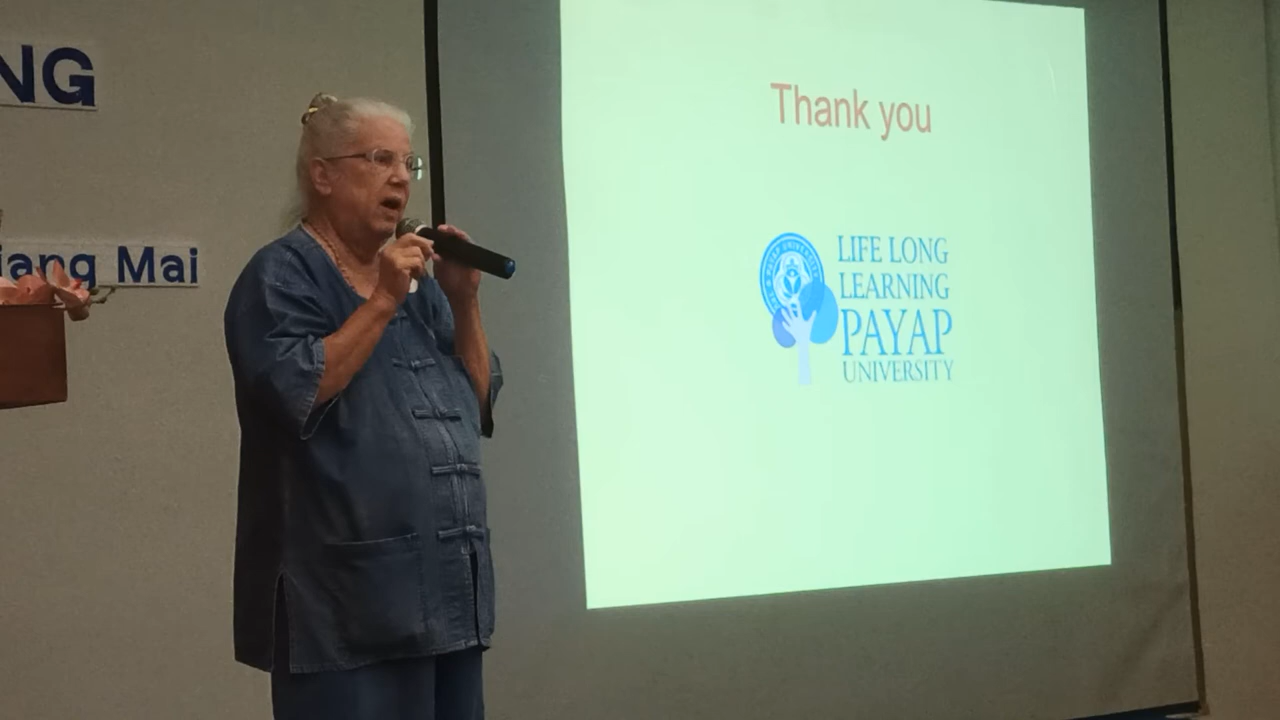 NG
iang Mai
Thank you
LIFE LONG
LEARNING
PAYAP
UNIVERSITY